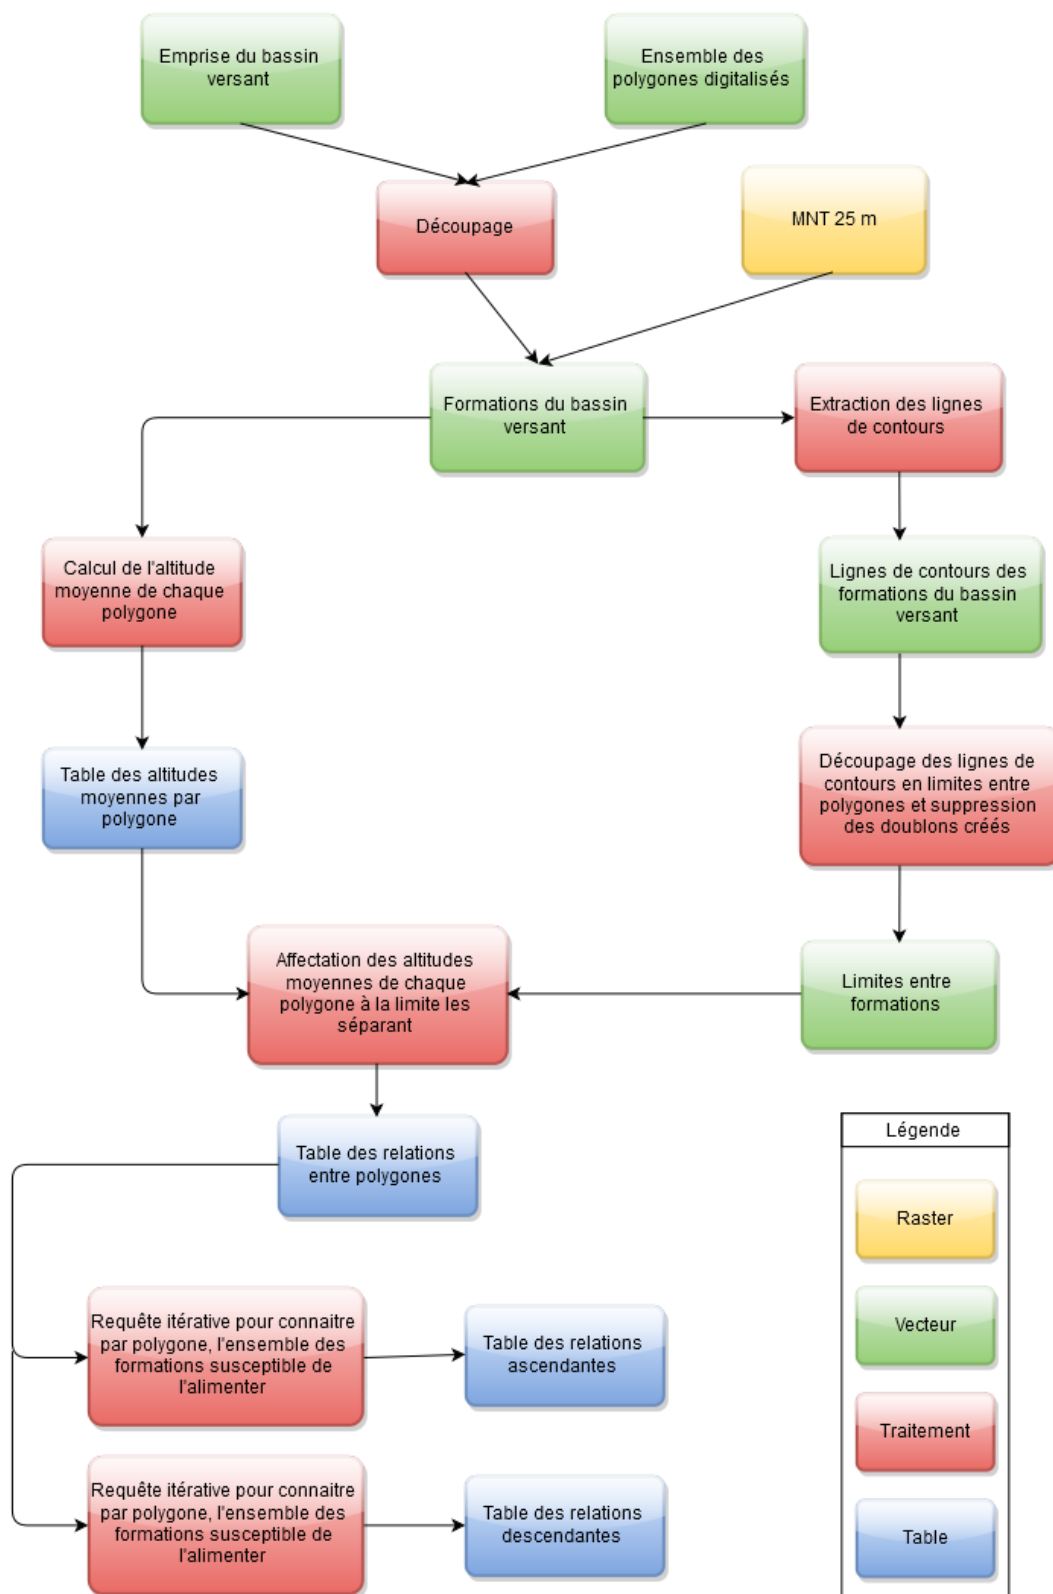 Emprise du bassin
versant
Ensemble des
polygones digitalisés
Découpage
MNT 25 m
Formations du bassin
versant
Extraction des lignes
de contours
Calcul de l'altitude
moyenne de chaque
polygone
Lignes de contours des
formations du bassin
versant
Table des altitudes
moyennes par
polygone
Découpage des lignes de
contours en limites entre
polygones et suppression
des doublons créés
Affectation des altitudes
moyennes de chaque
polygone à la limite les
séparant
Limites entre
formations
Table des relations
entre polygones
Légende
Raster
Vecteur
Traitement
Table
Requête itérative pour connaitre
par polygone, l'ensemble des
formations susceptible de
l'alimenter
Table des relations
ascendantes
Requête itérative pour connaitre
par polygone, l'ensemble des
formations susceptible de
l'alimenter
Table des relations
descendantes